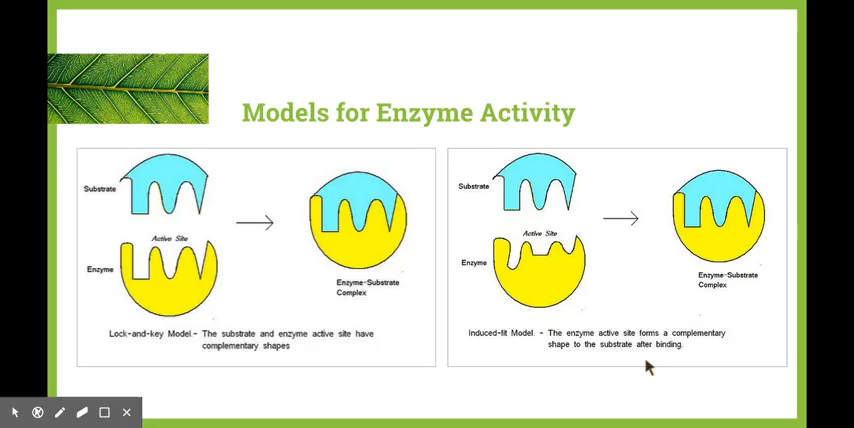 Models for Enzyme Activity
Substrate
Active Site
Enzyme
Enzyme-Substrate
Complex
Lock-and-key Model.- The substrate and enzyme active site have
complementary shapes
Substrate
Active Site
Enzyme
Enzyme-Substrate
Complex
Induced-fit Model. - The enzyme active site forms a complementary
shape to the substrate after binding.